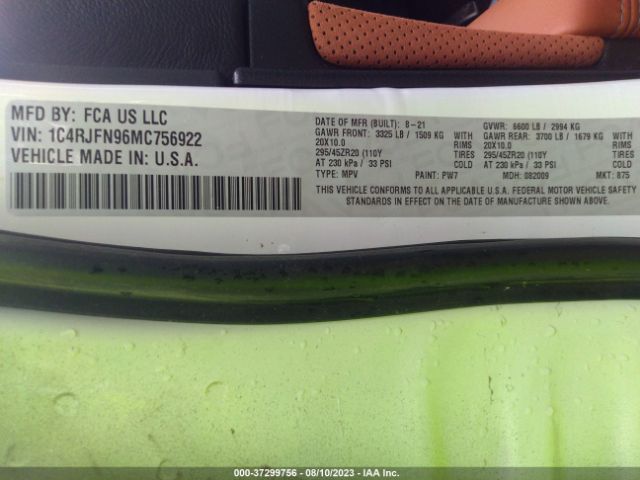 MFD BY: FCA US LLC
VIN: 1C4RJFN96MC756922
VEHICLE MADE IN: U.S.A.
DATE OF MFR (BUILT): 8-21 GVWR: 6600 LB / 2994 KG
GAWR FRONT: 3325 LB / 1509 KG WITH GAWR REAR: 3700 LB / 1679 KG WITH
20X10.0 RIMS 20X10.0 RIMS
295/45ZR20 (110Y TIRES 295/45ZR20 (110Y TIRES
AT 230 kPa / 33 PSI COLD AT 230 kPa / 33 PSI COLD
TYPE: MPV PAINT: PW7 MDH: 082009 MKT: 875
THIS VEHICLE CONFORMS TO ALL APPLICABLE U.S.A. FEDERAL MOTOR VEHICLE SAFETY
STANDARDS IN EFFECT ON THE DATE OF MANUFACTURE SHOWN ABOVE.
000-37299756 - 08/10/2023 - IAA Inc.